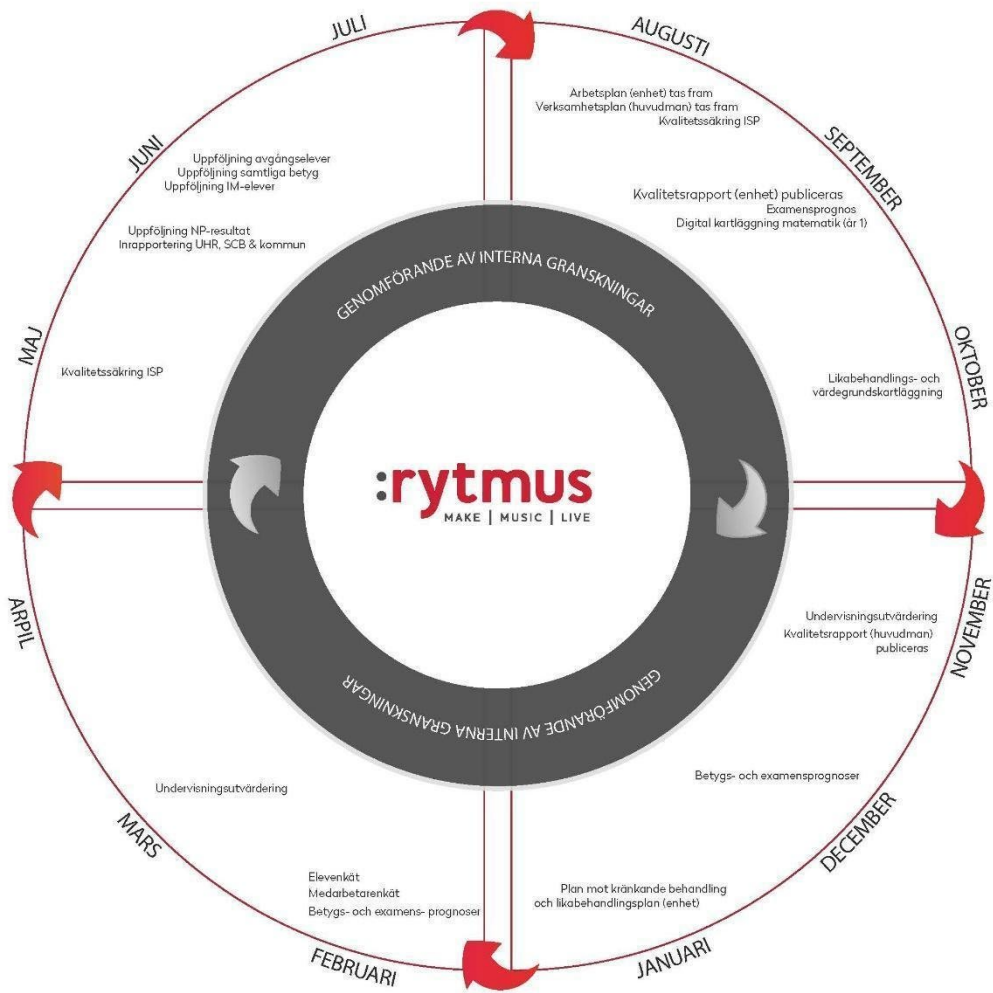 JULI
AUGUSTI
Arbetsplan (enhet) tas fram
Verksamhetsplan (huvudman) tas fram
Kvalitetssäkring ISP
SEPTEMBER
Kvalitetsrapport (enhet) publiceras
Examensprognos
Digital kartläggning matematik (år 1)
OKTOBER
Likabehandlings- och
värdegrundskartläggning
NOVEMBER
Undervisningsutvärdering
Kvalitetsrapport (huvudman)
publiceras
DECEMBER
Betygs- och examensprognoser
JANUARI
Plan mot kränkande behandling
och likabehandlingsplan (enhet)
FEBRUARI
Elevenkät
Medarbetarenkät
Betygs- och examens- prognoser
MARS
Undervisningsutvärdering
ARPIL
MAJ
Kvalitetssäkring ISP
JUNI
Uppföljning avgångselever
Uppföljning samtliga betyg
Uppföljning IM-elever
Uppföljning NP-resultat
Inrapportering UHR, SCB & kommun
GENOMFÖRANDE AV INTERNA GRANSKNINGAR
:rytmus
MAKE | MUSIC | LIVE
GENOMFÖRANDE AV INTERNA GRANSKNINGAR